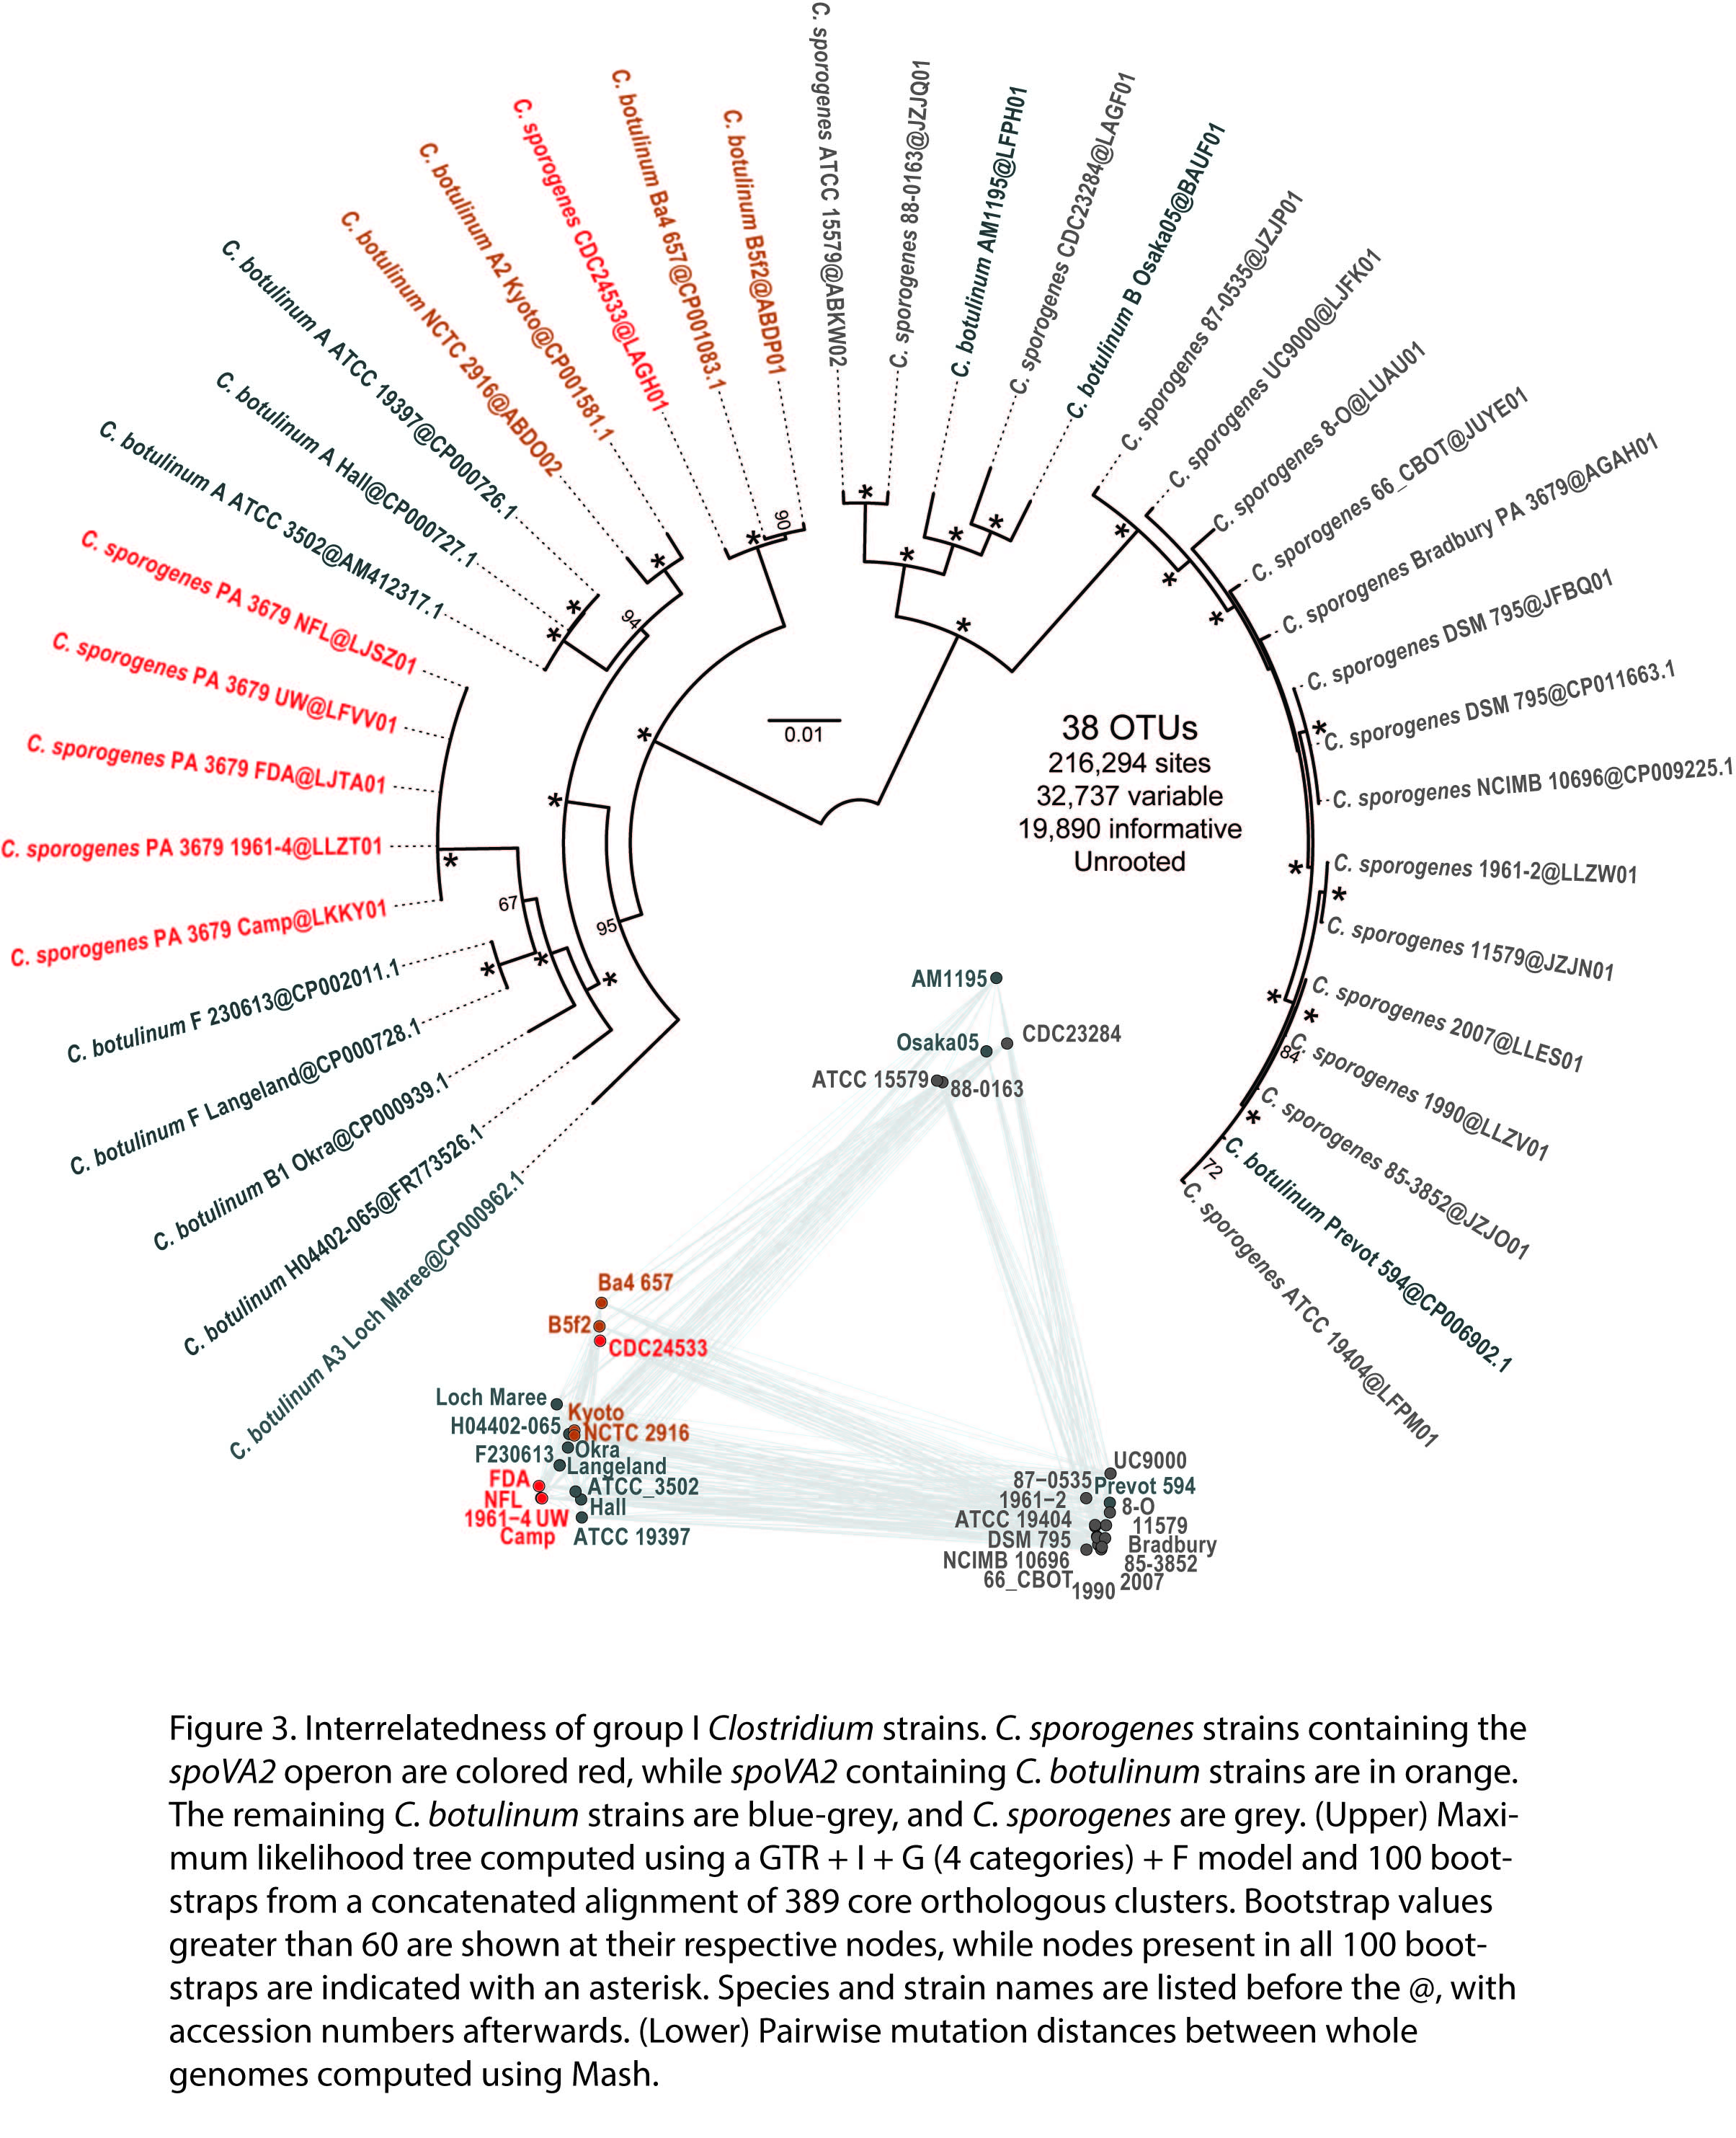 C. sporogenes PA 3679 Camp@LKKY01
C. sporogenes PA 3679 1961-4@LLZT01
C. sporogenes PA 3679 FDA@LJTA01
C. sporogenes PA 3679 UW@LFVV01
C. sporogenes PA 3679 NFL@LJSZ01
C. botulinum A ATCC 3502@AM412317.1
C. botulinum A Hall@CP000727.1
C. botulinum A ATCC 19397@CP000726.1
C. botulinum NCTC 2916@ABDO02
C. botulinum A2 Kyoto@CP001581.1
C. sporogenes CDC24533@LAGH01
C. botulinum Ba4 657@CP001083.1
C. botulinum B5f2@ABDP01
C. sporogenes ATCC 15579@ABKW02
C. sporogenes 88-0163@JZJQ01
C. botulinum AM1195@LFPH01
C. sporogenes CDC23284@LAGF01
C. botulinum B Osaka05@BAUF01
C. sporogenes 87-0535@JZJP01
C. sporogenes UC9000@LJFK01
C. sporogenes 8-O@LUAU01
C. sporogenes 66_CBOT@JUYE01
C. sporogenes Bradbury PA 3679@AGAH01
C. sporogenes DSM 795@JFBQ01
C. sporogenes DSM 795@CP011663.1
C. sporogenes NCIMB 10696@CP009225.1
C. sporogenes 1961-2@LLZW01
C. sporogenes 11579@JZJN01
C. sporogenes 2007@LLES01
C. sporogenes 1990@LLZV01
C. sporogenes 85-3852@JZJO01
C. botulinum Prevot 594@CP006902.1
C. sporogenes ATCC 19404@LFPM01
C. botulinum F 230613@CP002011.1
C. botulinum F Langeland@CP000728.1
C. botulinum B1 Okra@CP000939.1
C. botulinum H04402-065@FR773526.1
C. botulinum A3 Loch Maree@CP000962.1
90
94
67
95
84
72
0.01
38 OTUs
216,294 sites
32,737 variable
19,890 informative
Unrooted
AM1195
CDC23284
Osaka05
ATCC 15579
88-0163
Ba4 657
B5f2
CDC24533
Loch Maree
Kyoto
H04402-065
NCTC 2916
Okra
F230613
Langeland
FDA
ATCC_3502
NFL
Hall
1961−4 UW
Camp
ATCC 19397
UC9000
87−0535
Prevot 594
1961−2
8-O
ATCC 19404
11579
DSM 795
Bradbury
NCIMB 10696
85-3852
66_CBOT
1990
2007
Figure 3. Interrelatedness of group I Clostridium strains. C. sporogenes strains containing the
spoVA2 operon are colored red, while spoVA2 containing C. botulinum strains are in orange.
The remaining C. botulinum strains are blue-grey, and C. sporogenes are grey. (Upper) Maxi-
mum likelihood tree computed using a GTR + I + G (4 categories) + F model and 100 boot-
straps from a concatenated alignment of 389 core orthologous clusters. Bootstrap values
greater than 60 are shown at their respective nodes, while nodes present in all 100 boot-
straps are indicated with an asterisk. Species and strain names are listed before the @, with
accession numbers afterwards. (Lower) Pairwise mutation distances between whole
genomes computed using Mash.